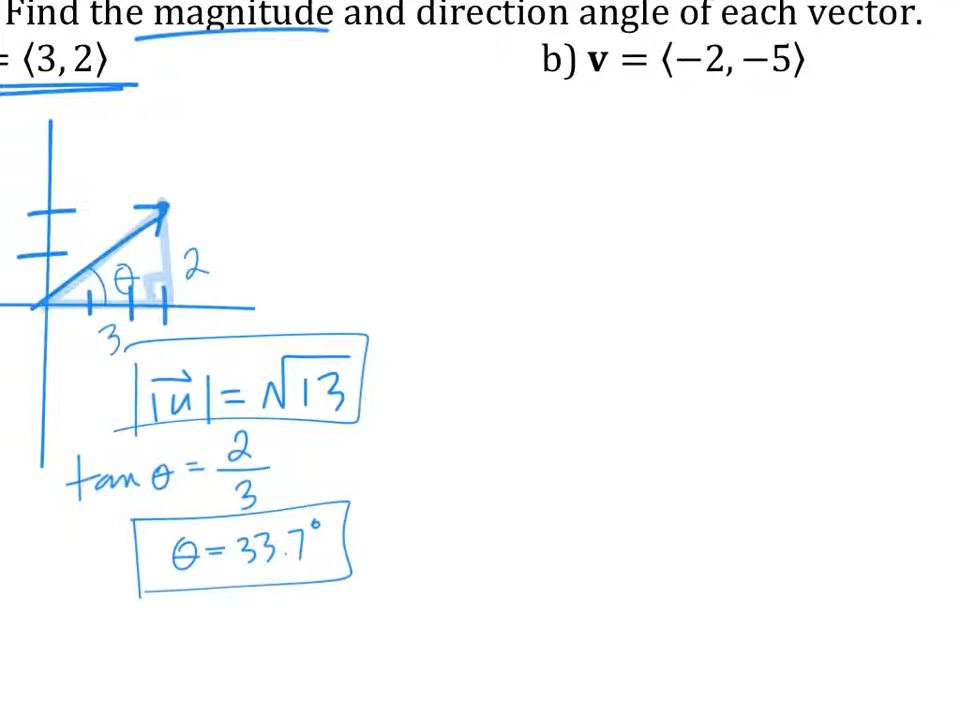 Find the magnitude and direction angle of each vector.
= ⟨3, 2⟩
b) v = ⟨−2, −5⟩
θ
2
3
|u⃗| = √13
tan θ = 2/3
θ = 33.7°